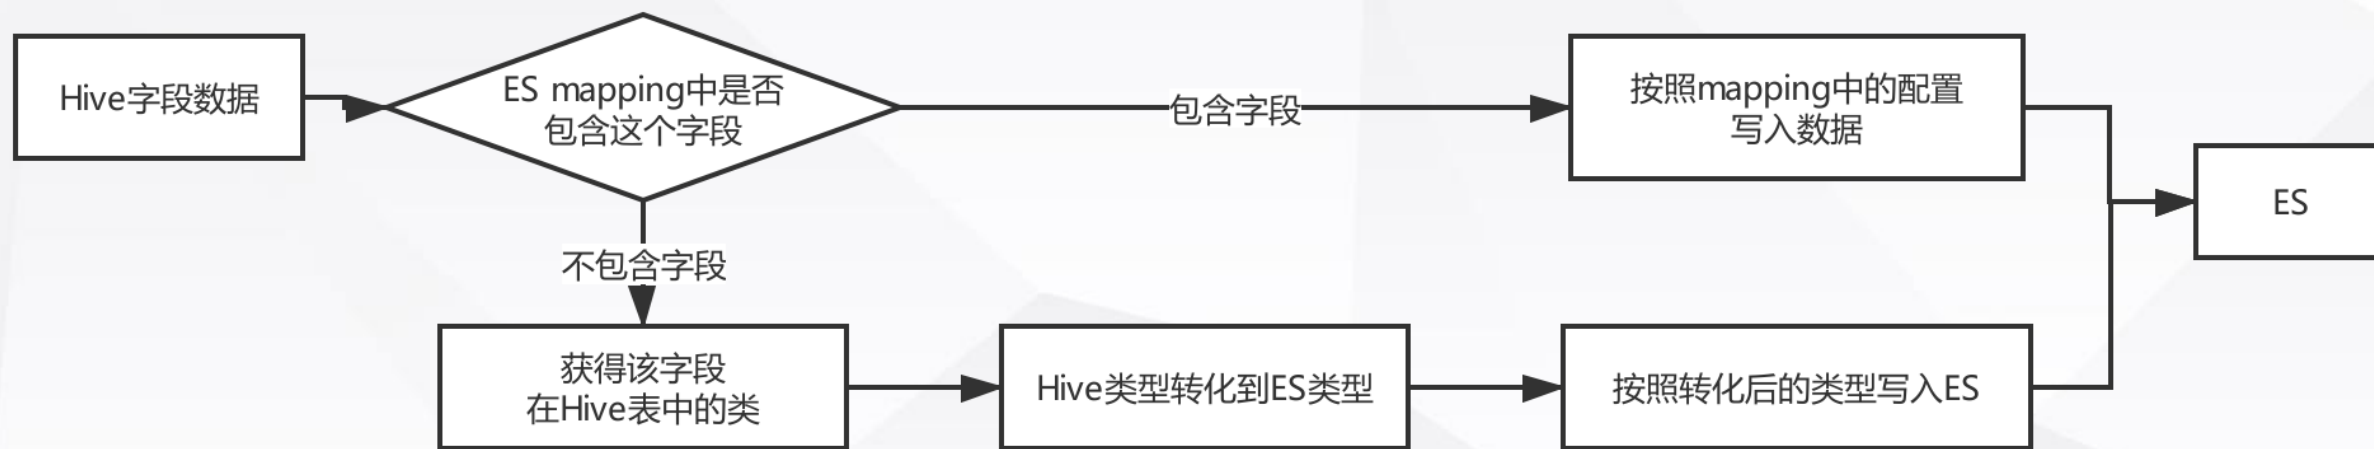 Hive字段数据
ES mapping中是否
包含这个字段
包含字段
按照mapping中的配置
写入数据
ES
不包含字段
获得该字段
在Hive表中的类
Hive类型转化到ES类型
按照转化后的类型写入ES